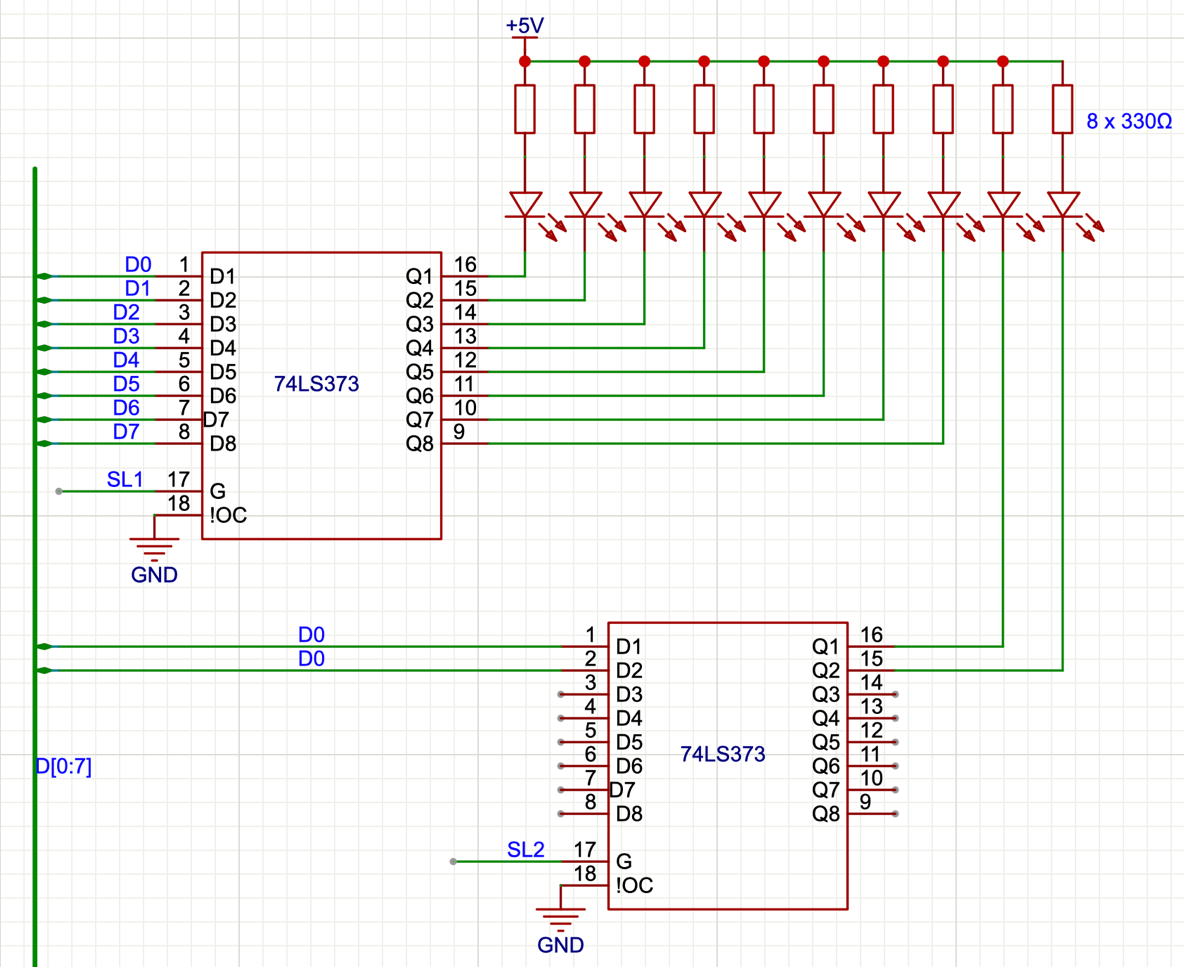 +5V
8 x 330Ω
D0 1 D1 Q1 16
D1 2 D2 Q2 15
D2 3 D3 Q3 14
D3 4 D4 Q4 13
D4 5 D5 Q5 12
74LS373
D5 6 D6 Q6 11
D6 7 D7 Q7 10
D7 8 D8 Q8 9
SL1 17 G
18 !OC
GND
D0 1 D1 Q1 16
D0 2 D2 Q2 15
3 D3 Q3 14
4 D4 Q4 13
5 D5 Q5 12
74LS373
6 D6 Q6 11
D[0:7]
7 D7 Q7 10
8 D8 Q8 9
SL2 17 G
18 !OC
GND